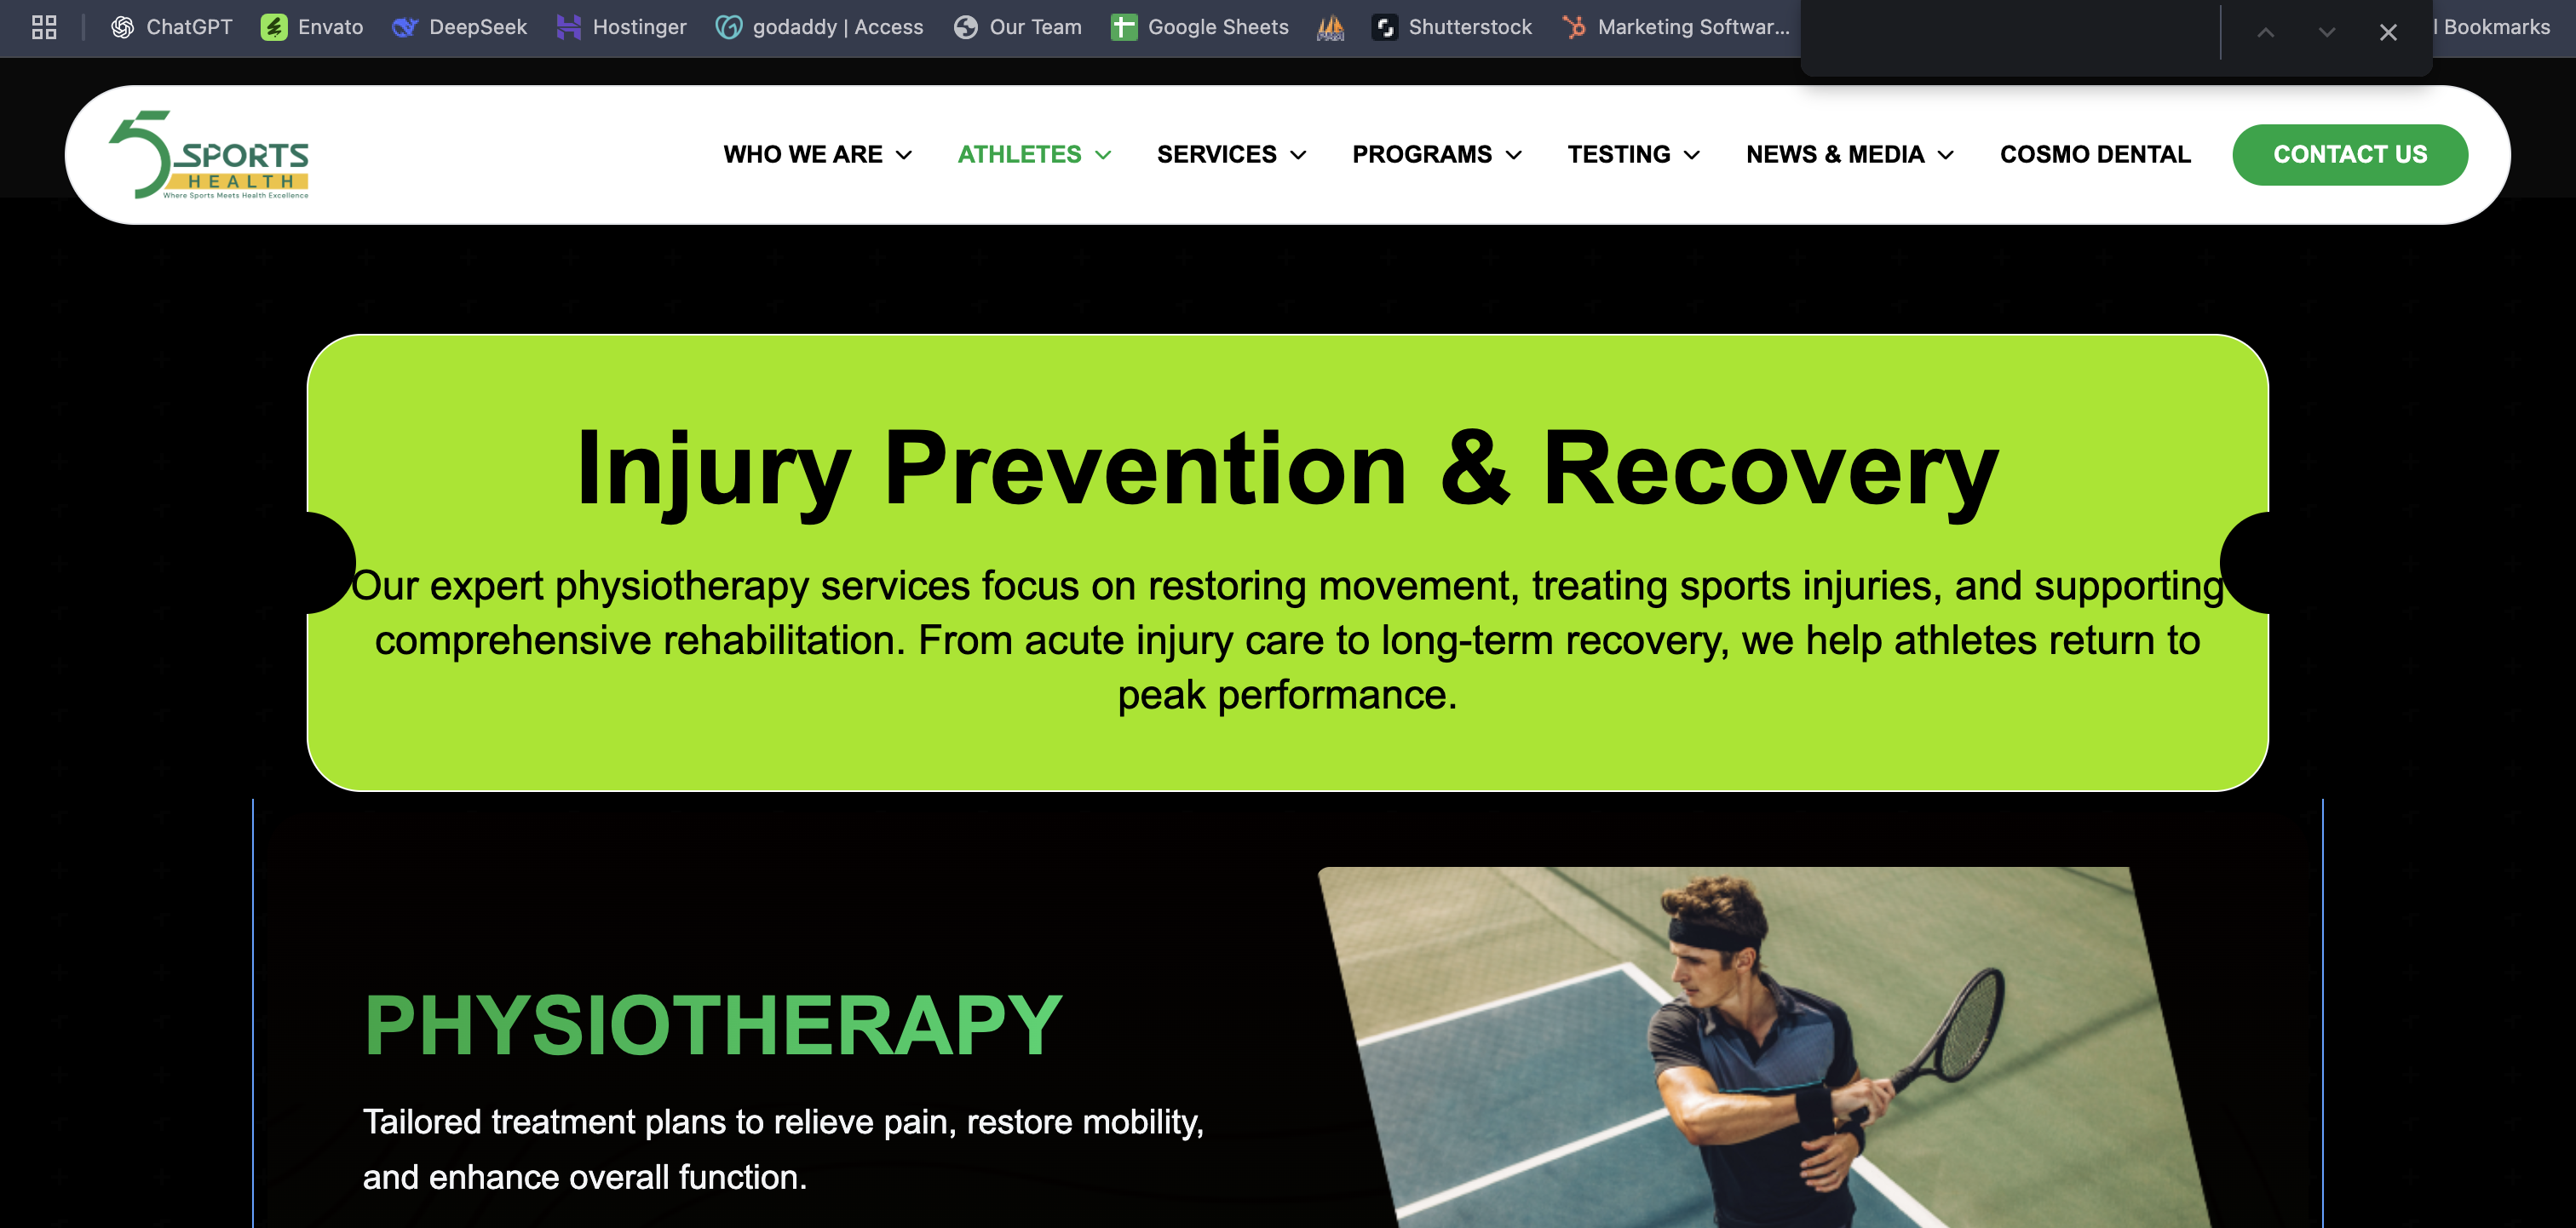 ChatGPT
Envato
DeepSeek
Hostinger
godaddy | Access
Our Team
Google Sheets
Shutterstock
Marketing Softwar...
l Bookmarks
5 SPORTS
HEALTH
Where Sports Meets Health Excellence
WHO WE ARE
ATHLETES
SERVICES
PROGRAMS
TESTING
NEWS & MEDIA
COSMO DENTAL
CONTACT US
Injury Prevention & Recovery
Our expert physiotherapy services focus on restoring movement, treating sports injuries, and supporting
comprehensive rehabilitation. From acute injury care to long-term recovery, we help athletes return to
peak performance.
PHYSIOTHERAPY
Tailored treatment plans to relieve pain, restore mobility,
and enhance overall function.